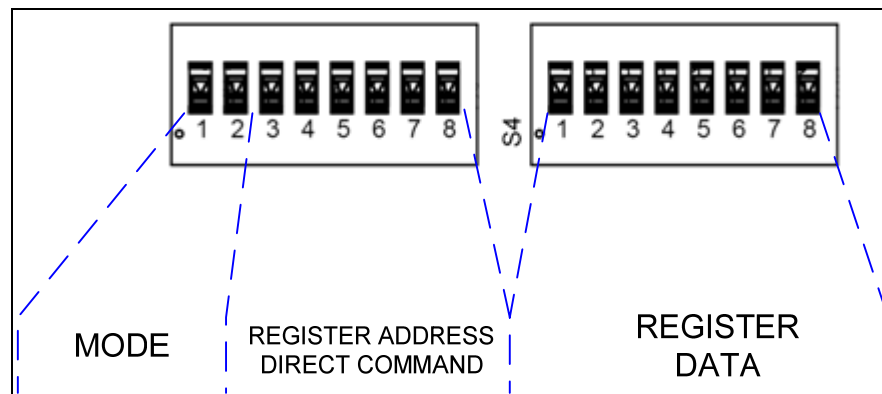 1 2 3 4 5 6 7 8
S4
1 2 3 4 5 6 7 8
MODE
REGISTER ADDRESS
DIRECT COMMAND
REGISTER
DATA